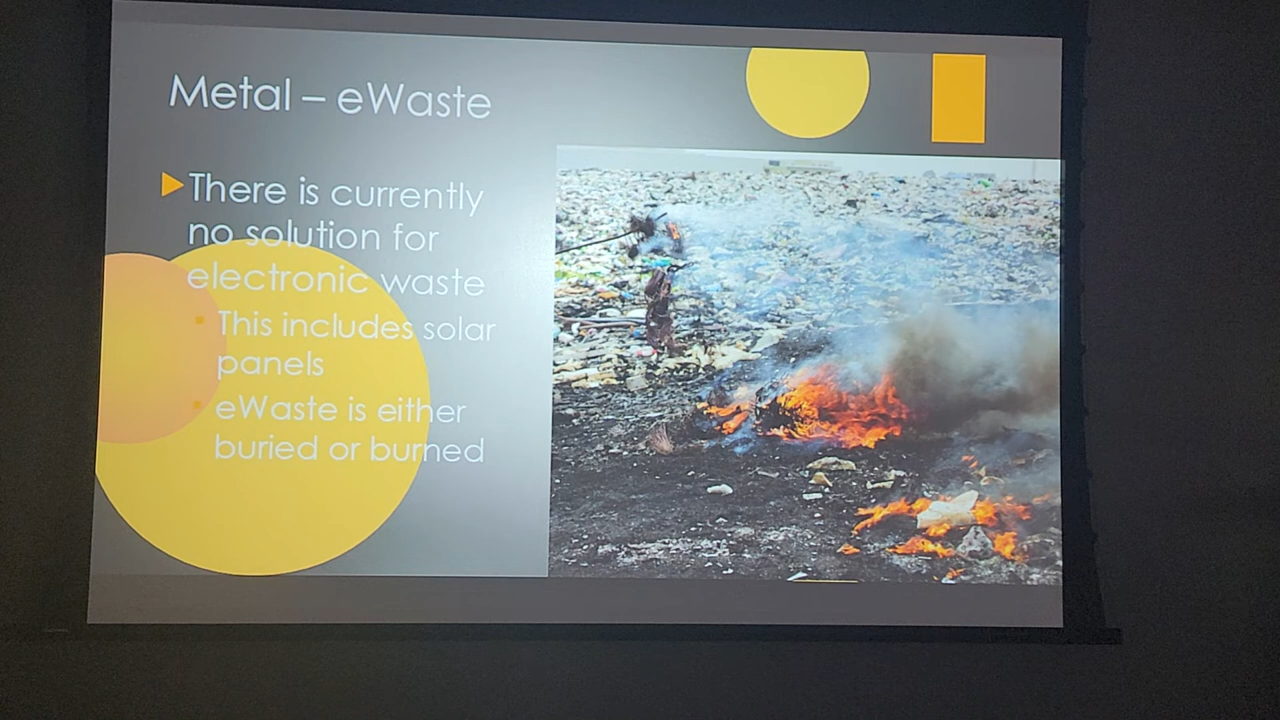 Metal – eWaste
There is currently
no solution for
electronic waste
This includes solar
panels
eWaste is either
buried or burned